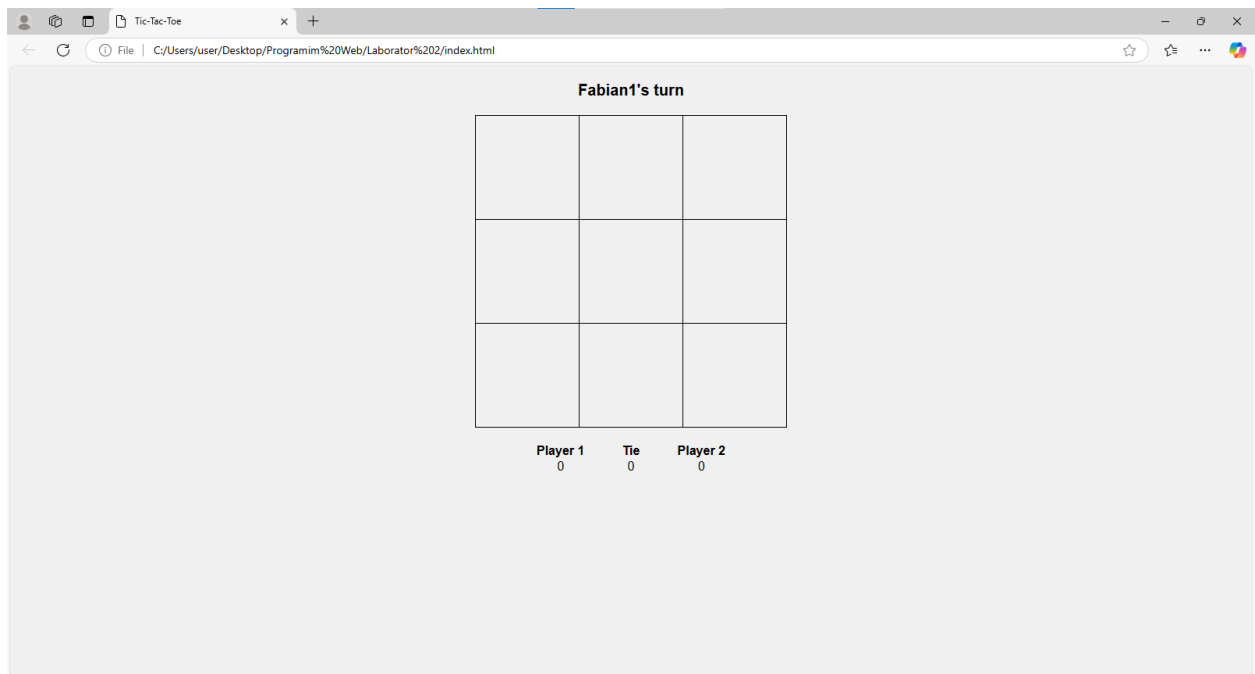 Tic-Tac-Toe
File | C:/Users/user/Desktop/Programim%20Web/Laborator%202/index.html
Fabian1's turn
Player 1 Tie Player 2
0 0 0